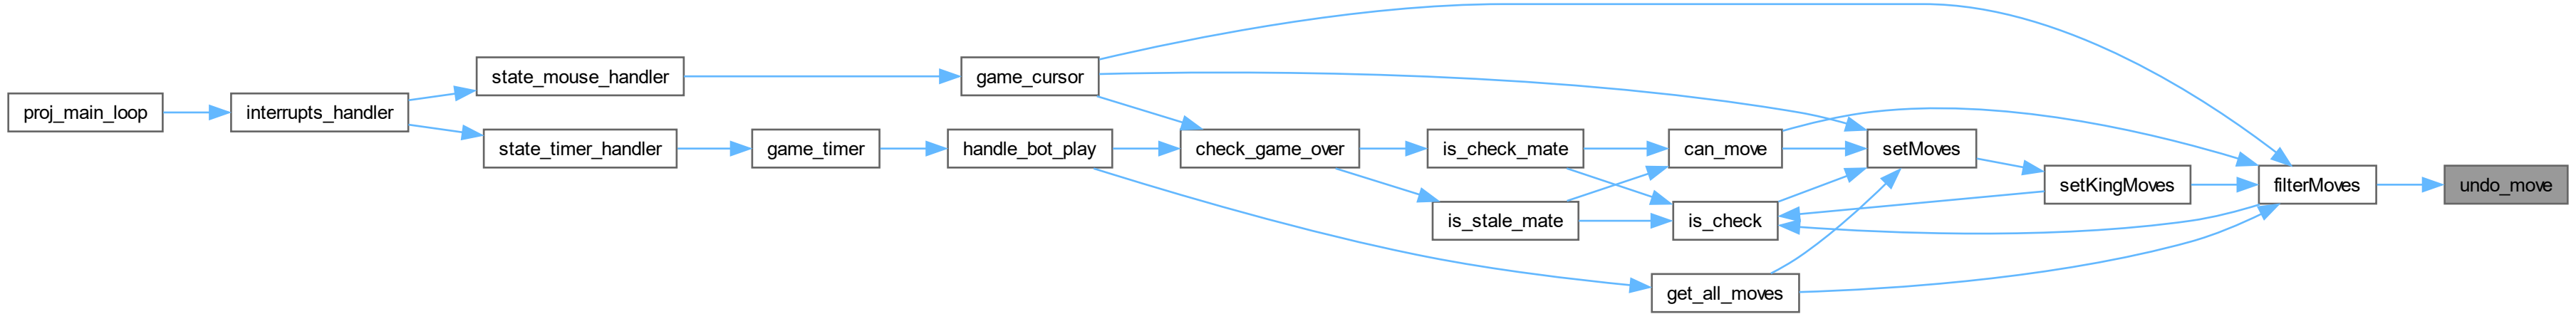 proj_main_loop
interrupts_handler
state_mouse_handler
state_timer_handler
game_timer
game_cursor
handle_bot_play
check_game_over
is_check_mate
is_stale_mate
can_move
is_check
get_all_moves
setMoves
setKingMoves
filterMoves
undo_move